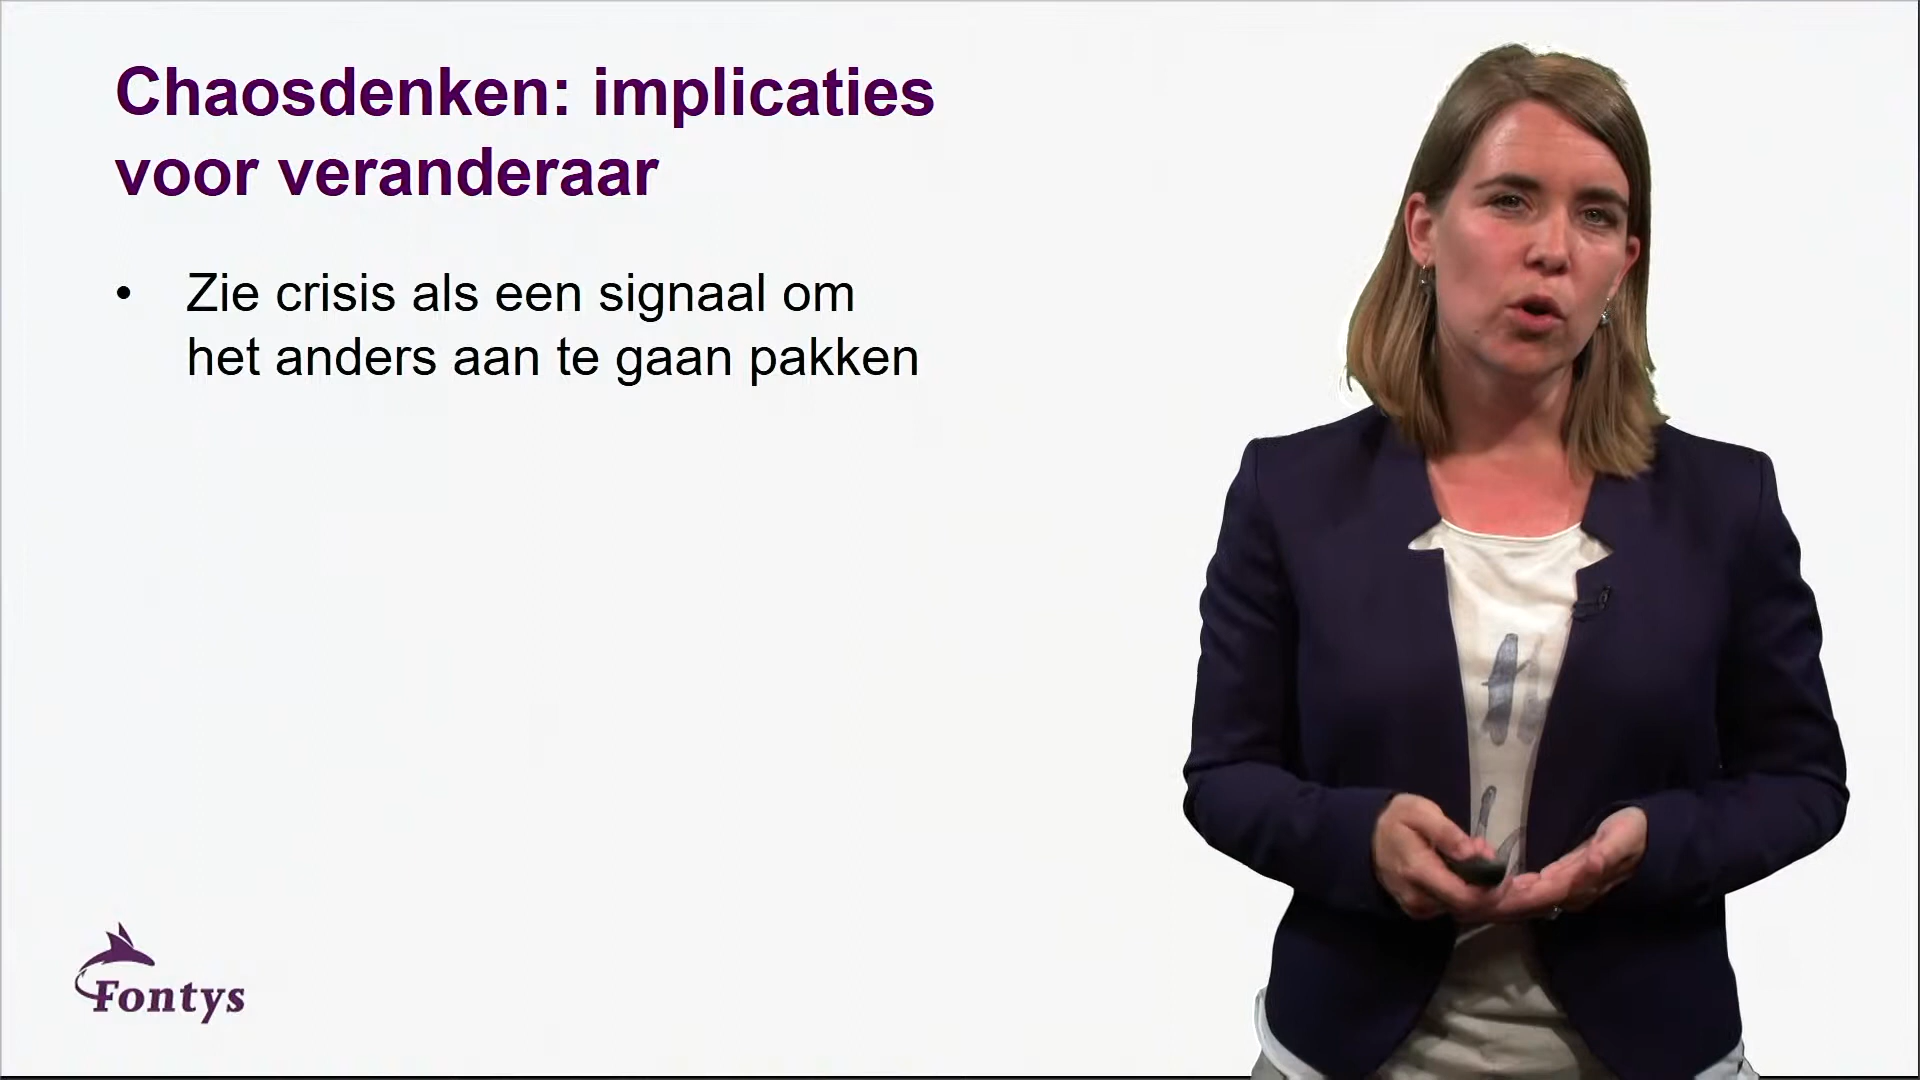 Chaosdenken: implicaties
voor veranderaar
• Zie crisis als een signaal om
het anders aan te gaan pakken
Fontys